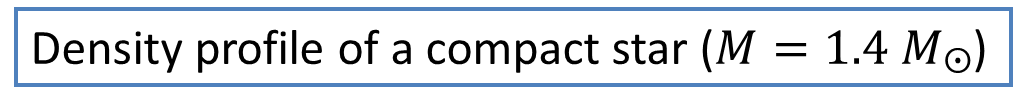 Density profile of a compact star (M = 1.4 M⊙)